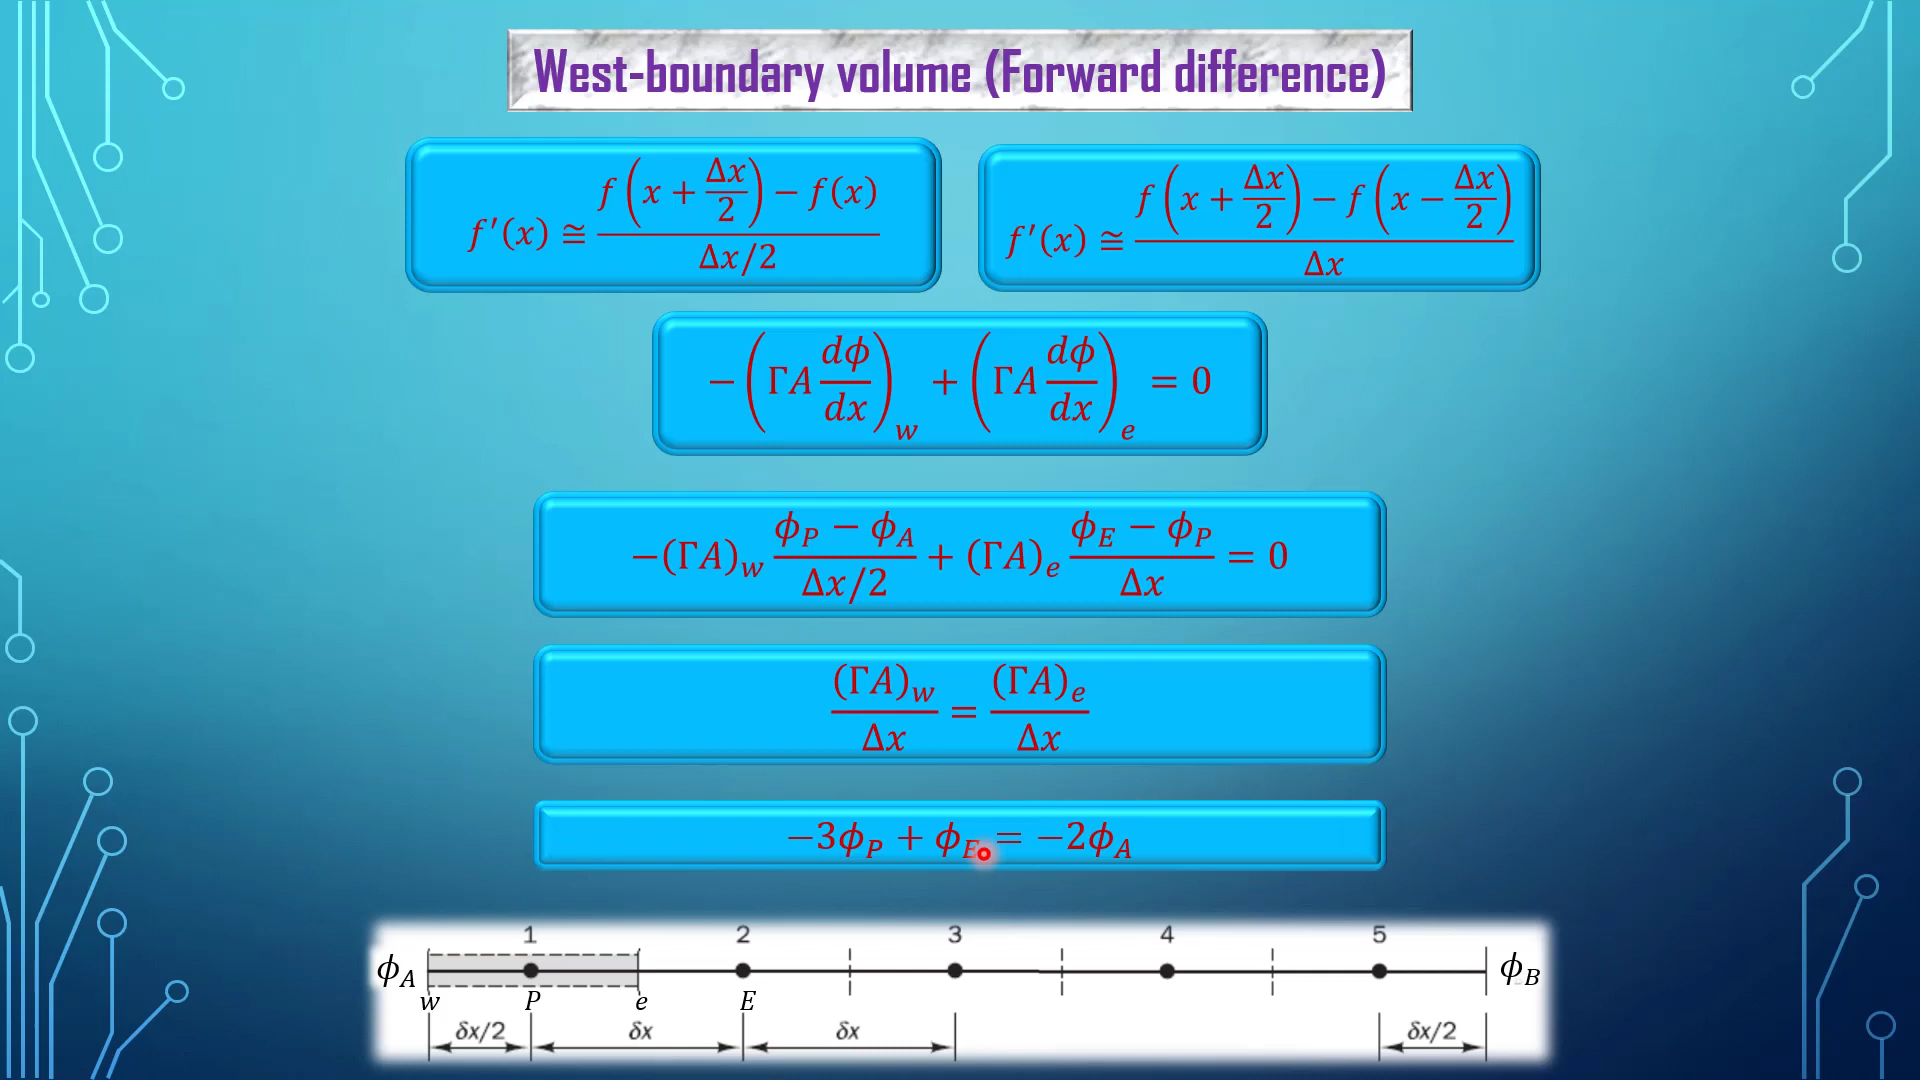 West-boundary volume (Forward difference)
f′(x) ≅ (f(x + Δx/2) − f(x)) / (Δx/2)
f′(x) ≅ (f(x + Δx/2) − f(x − Δx/2)) / Δx
−(ΓA dϕ/dx)_w + (ΓA dϕ/dx)_e = 0
−(ΓA)_w (ϕ_P − ϕ_A)/(Δx/2) + (ΓA)_e (ϕ_E − ϕ_P)/Δx = 0
(ΓA)_w/Δx = (ΓA)_e/Δx
−3ϕ_P + ϕ_E = −2ϕ_A
1 2 3 4 5
ϕ_A ϕ_B
w P e E
δx/2 δx δx δx/2